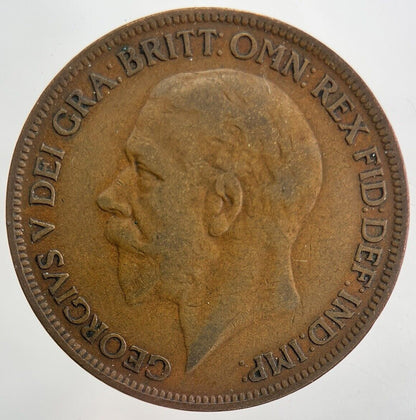 GEORGIVS V DEI GRA: BRITT: OMN: REX FID: DEF: IND: IMP: